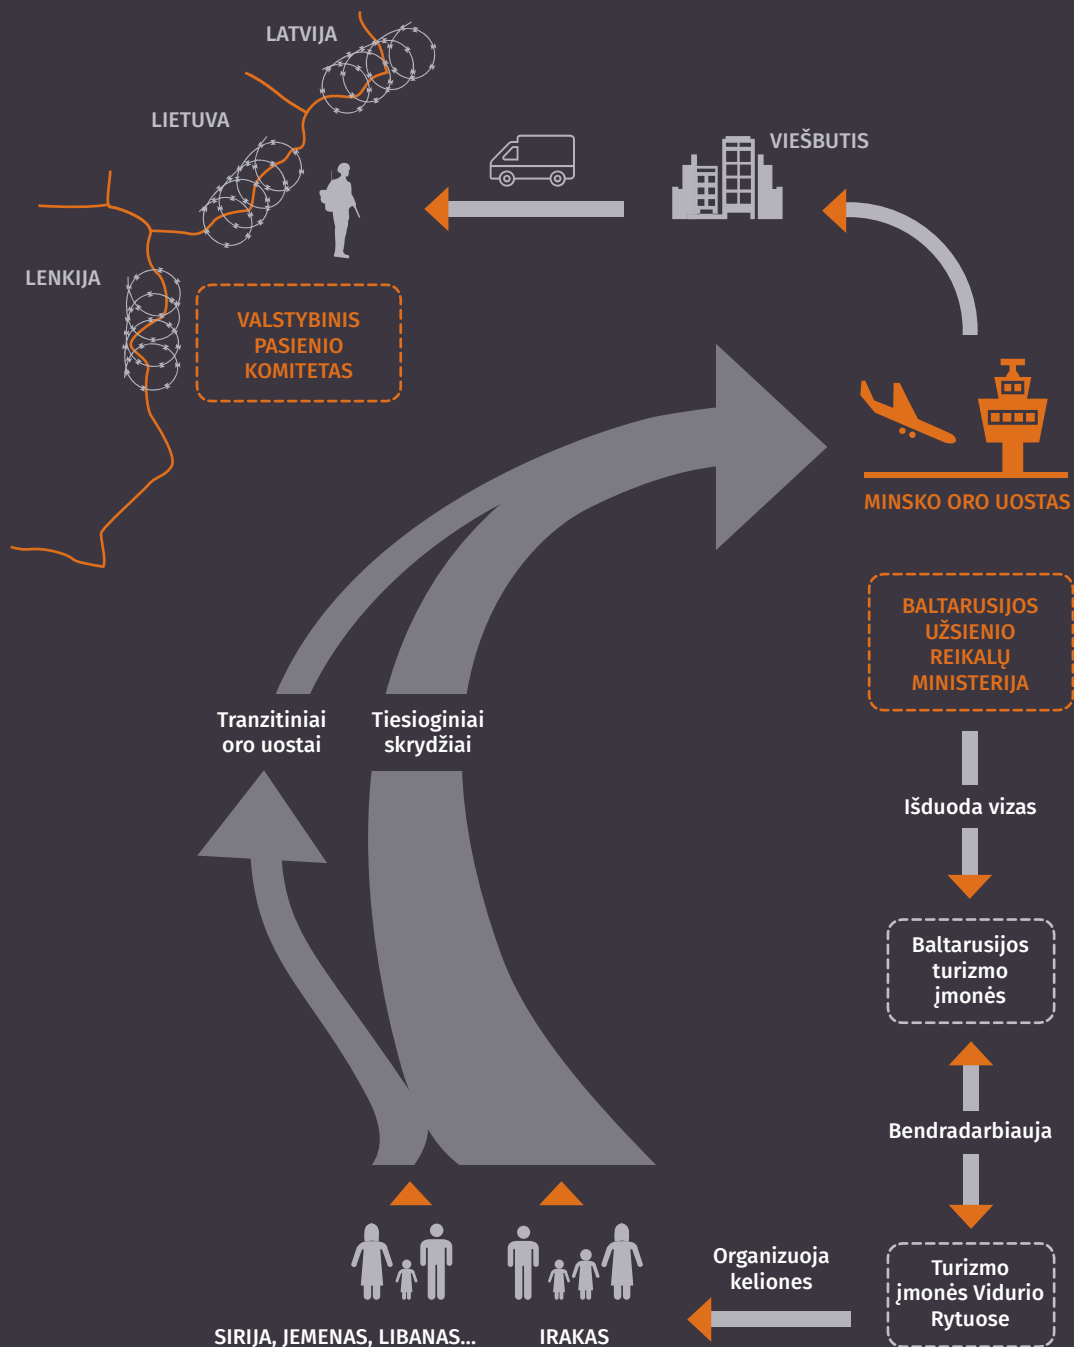 LATVIJA
LIETUVA
VIEŠBUTIS
LENKIJA
VALSTYBINIS
PASIENIO
KOMITETAS
MINSKO ORO UOSTAS
BALTARUSIJOS
UŽSIENIO
REIKALŲ
MINISTERIJA
Tranzitiniai
oro uostai
Tiesioginiai
skrydžiai
Išduoda vizas
Baltarusijos
turizmo
įmonės
Bendradarbiauja
Turizmo
įmonės Vidurio
Rytuose
Organizuoja
keliones
SIRIJA, JEMENAS, LIBANAS...
IRAKAS